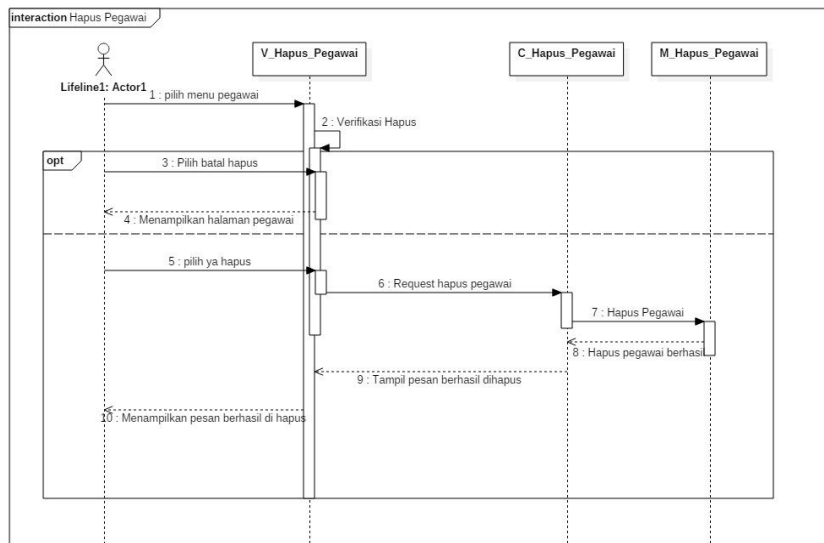 interaction Hapus Pegawai
V_Hapus_Pegawai
C_Hapus_Pegawai
M_Hapus_Pegawai
Lifeline1: Actor1
1 : pilih menu pegawai
2 : Verifikasi Hapus
opt
3 : Pilih batal hapus
4 : Menampilkan halaman pegawai
5 : pilih ya hapus
6 : Request hapus pegawai
7 : Hapus Pegawai
8 : Hapus pegawai berhasil
9 : Tampil pesan berhasil dihapus
10 : Menampilkan pesan berhasil di hapus